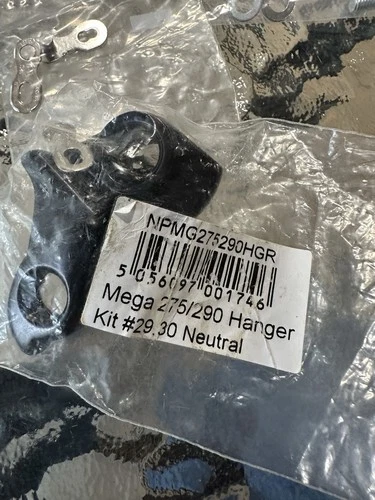 NPMG275290HGR
5 056097 001746
Mega 275/290 Hanger
Kit #29,30 Neutral